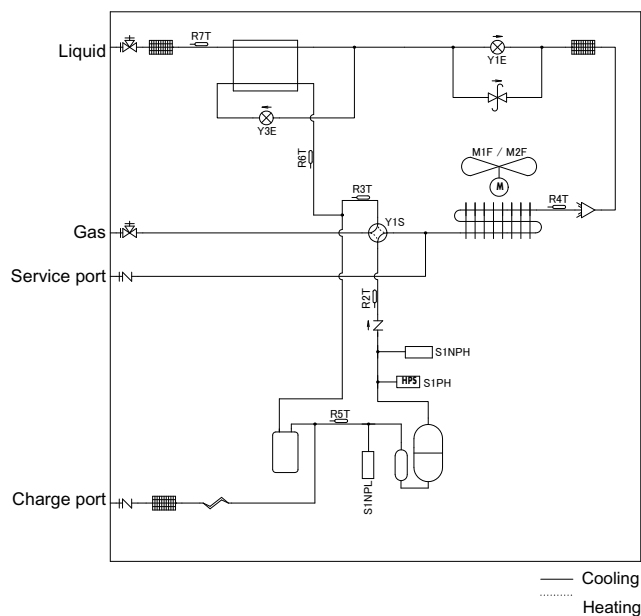 Liquid
R7T
Y1E
Y3E
R6T
M1F / M2F
M
R3T
R4T
Y1S
Gas
Service port
R2T
S1NPH
HPS S1PH
R5T
S1NPL
Charge port
Cooling
Heating